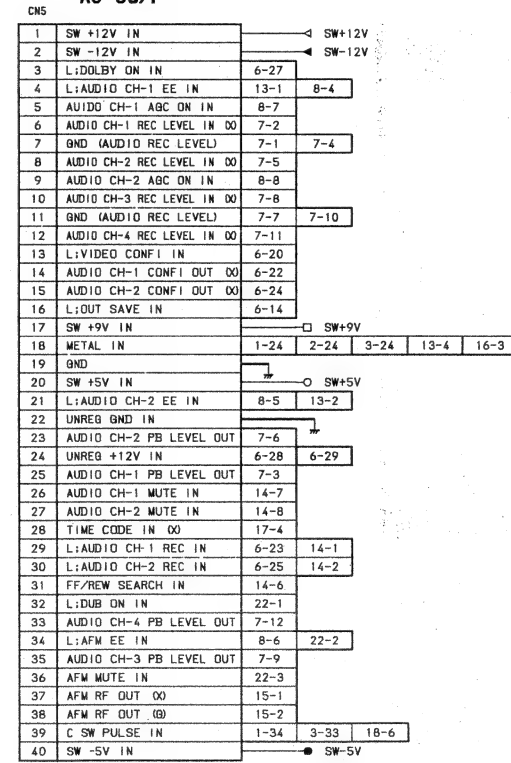 CN5
1 SW +12V IN SW+12V
2 SW -12V IN SW-12V
3 L;DOLBY ON IN 6-27
4 L;AUDIO CH-1 EE IN 13-1 8-4
5 AUIDO CH-1 AGC ON IN 8-7
6 AUDIO CH-1 REC LEVEL IN (X) 7-2
7 GND (AUDIO REC LEVEL) 7-1 7-4
8 AUDIO CH-2 REC LEVEL IN (X) 7-5
9 AUDIO CH-2 AGC ON IN 8-8
10 AUDIO CH-3 REC LEVEL IN (X) 7-8
11 GND (AUDIO REC LEVEL) 7-7 7-10
12 AUDIO CH-4 REC LEVEL IN (X) 7-11
13 L;VIDEO CONFI IN 6-20
14 AUDIO CH-1 CONFI OUT (X) 6-22
15 AUDIO CH-2 CONFI OUT (X) 6-24
16 L;OUT SAVE IN 6-14
17 SW +9V IN SW+9V
18 METAL IN 1-24 2-24 3-24 13-4 16-3
19 GND
20 SW +5V IN SW+5V
21 L;AUDIO CH-2 EE IN 8-5 13-2
22 UNREG GND IN
23 AUDIO CH-2 PB LEVEL OUT 7-6
24 UNREG +12V IN 6-28 6-29
25 AUDIO CH-1 PB LEVEL OUT 7-3
26 AUDIO CH-1 MUTE IN 14-7
27 AUDIO CH-2 MUTE IN 14-8
28 TIME CODE IN (X) 17-4
29 L;AUDIO CH-1 REC IN 6-23 14-1
30 L;AUDIO CH-2 REC IN 6-25 14-2
31 FF/REW SEARCH IN 14-6
32 L;DUB ON IN 22-1
33 AUDIO CH-4 PB LEVEL OUT 7-12
34 L;AFM EE IN 8-6 22-2
35 AUDIO CH-3 PB LEVEL OUT 7-9
36 AFM MUTE IN 22-3
37 AFM RF OUT (X) 15-1
38 AFM RF OUT (G) 15-2
39 C SW PULSE IN 1-34 3-33 18-6
40 SW -5V IN SW-5V